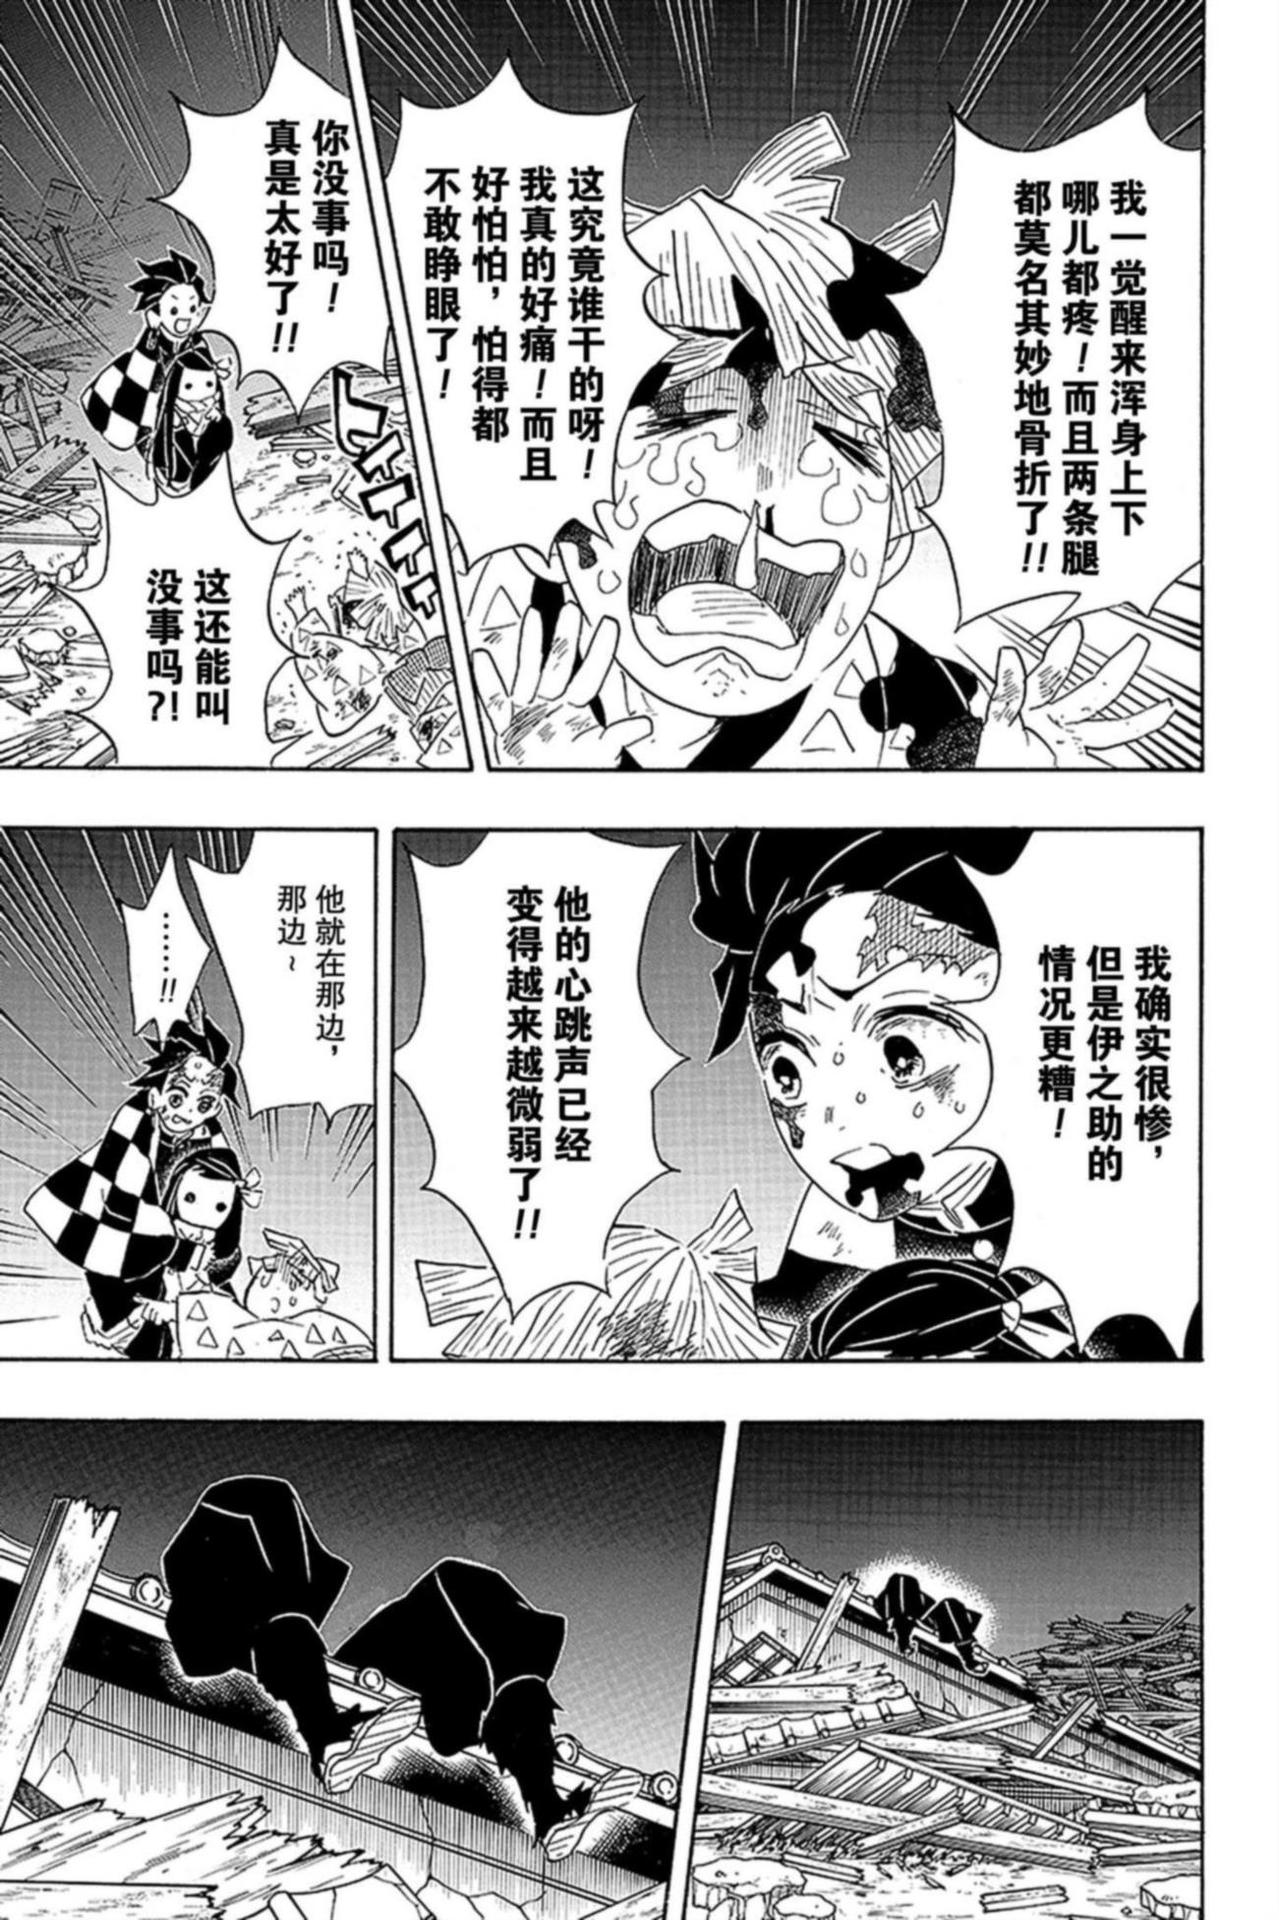 我一觉醒来浑身上下
哪儿都疼！而且两条腿
都莫名其妙地骨折了！！
这究竟谁干的呀！
我真的好痛！而且
好怕怕，怕得都
不敢睁眼了！
你没事吗！
真是太好了！！
这还能叫
没事吗？！
我确实很惨，
但是伊之助的
情况更糟！
他的心跳声已经
变得越来越微弱了！！
他就在那边，
那边~
……！！